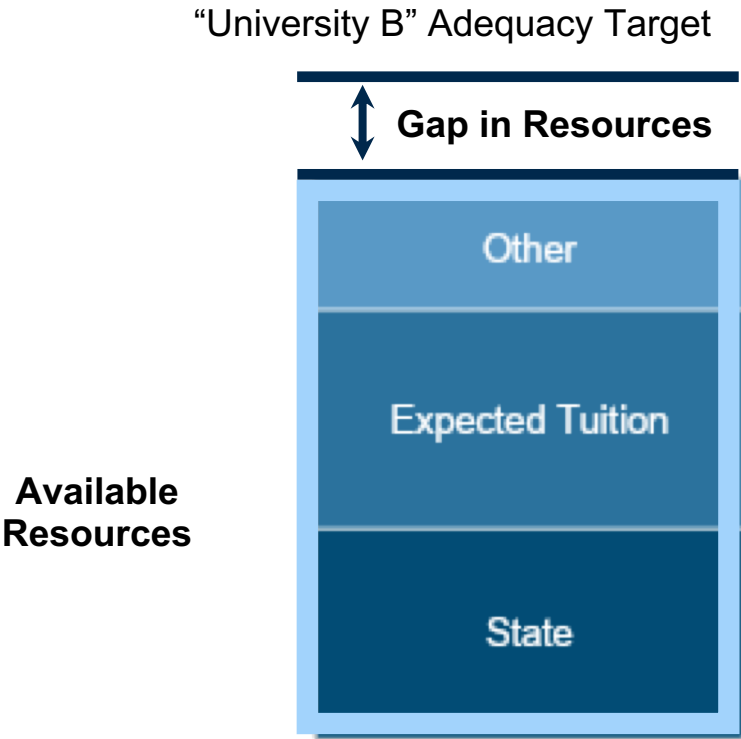 “University B” Adequacy Target
Gap in Resources
Other
Expected Tuition
Available
Resources
State